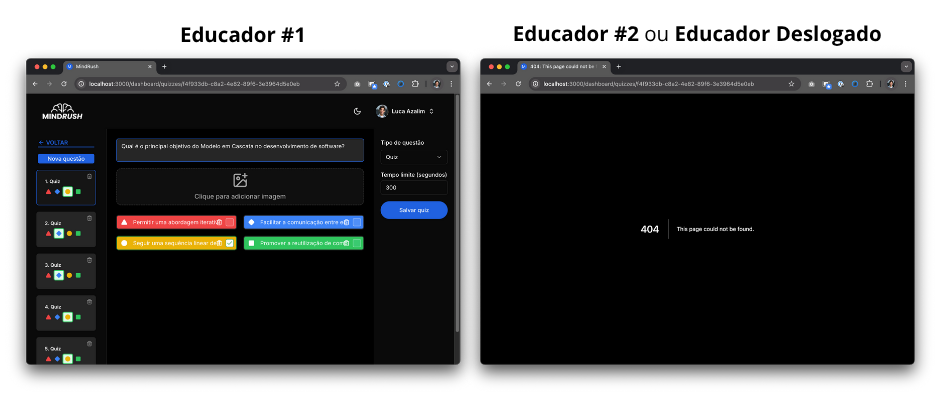 Educador #1
MindRush
localhost:3000/dashboard/quizzes/f4f933db-c8a2-4e82-89f6-3e3964d5e0eb
MINDRUSH
Luca Azalim
VOLTAR
Nova questão
1. Quiz
2. Quiz
3. Quiz
4. Quiz
5. Quiz
Qual é o principal objetivo do Modelo em Cascata no desenvolvimento de software?
Clique para adicionar imagem
Permitir uma abordagem iterati
Facilitar a comunicação entre e
Seguir uma sequência linear de
Promover a reutilização de com
Tipo de questão
Quiz
Tempo limite (segundos)
300
Salvar quiz
Educador #2 ou Educador Deslogado
404: This page could not be
localhost:3000/dashboard/quizzes/f4f933db-c8a2-4e82-89f6-3e3964d5e0eb
404
This page could not be found.